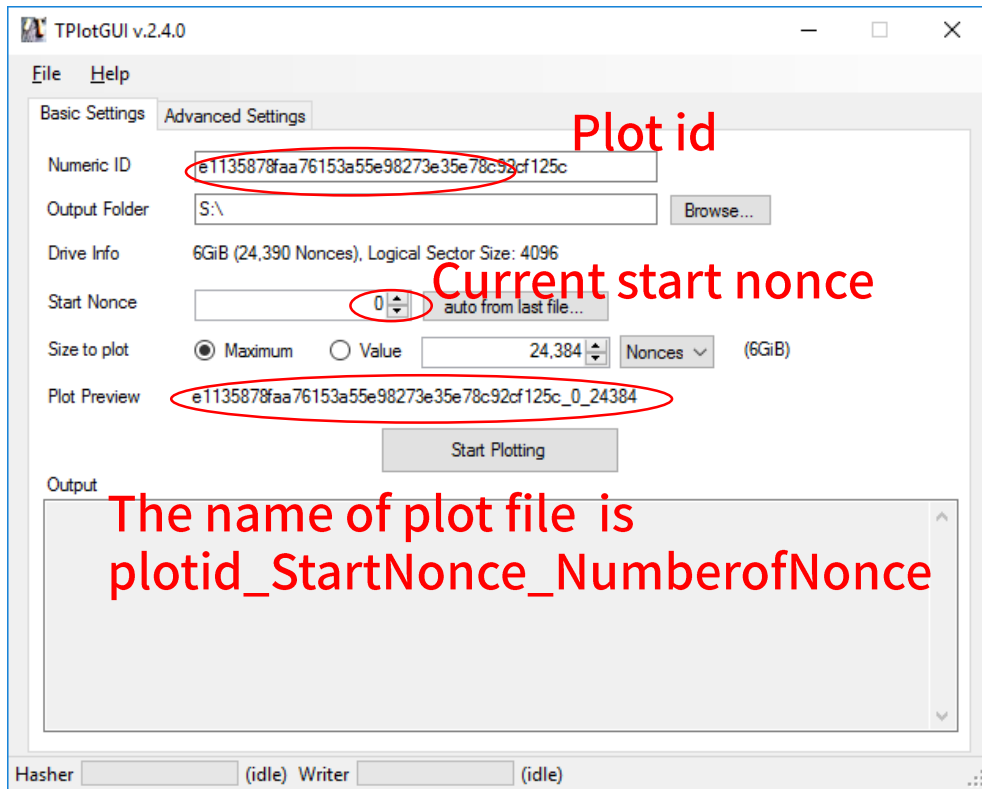 TPlotGUI v.2.4.0
File Help
Basic Settings Advanced Settings
Plot id
Numeric ID e1135878faa76153a55e98273e35e78c92cf125c
Output Folder S:\ Browse...
Drive Info 6GiB (24,390 Nonces), Logical Sector Size: 4096
Current start nonce
Start Nonce 0 auto from last file...
Size to plot Maximum Value 24,384 Nonces (6GiB)
Plot Preview e1135878faa76153a55e98273e35e78c92cf125c_0_24384
Start Plotting
Output
The name of plot file is
plotid_StartNonce_NumberofNonce
Hasher (idle) Writer (idle)